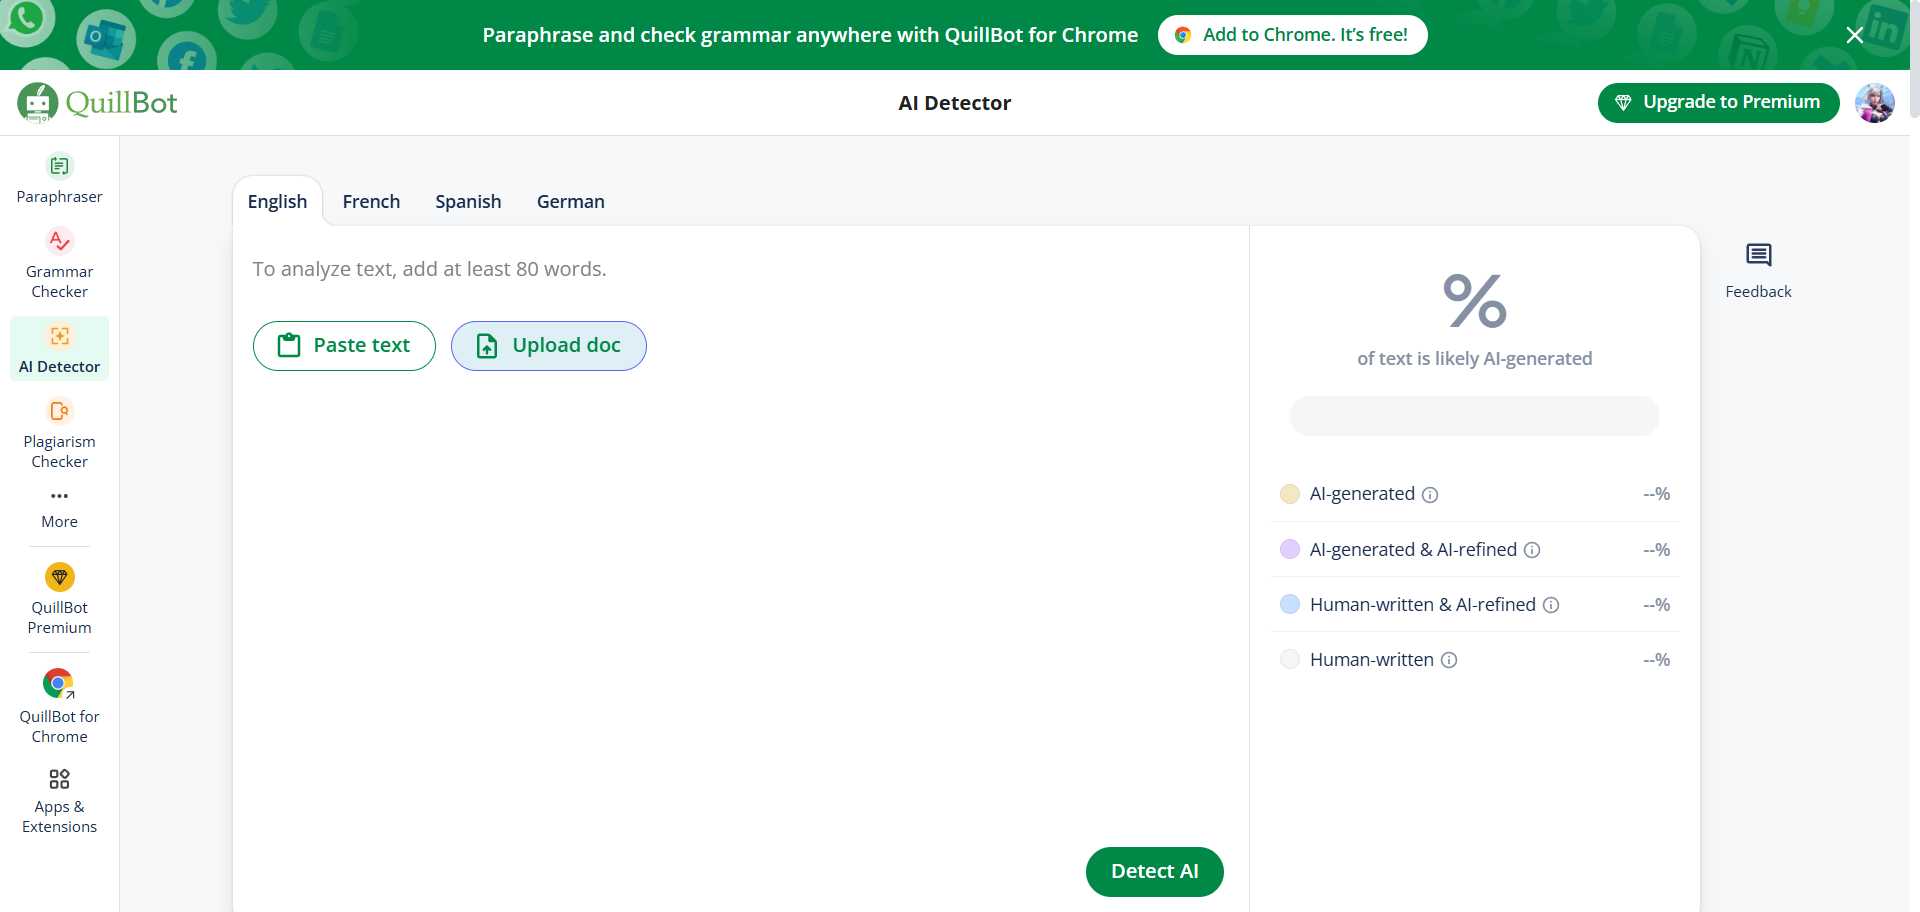 Paraphrase and check grammar anywhere with QuillBot for Chrome
Add to Chrome. It's free!
QuillBot
AI Detector
Upgrade to Premium
Paraphraser
Grammar
Checker
AI Detector
Plagiarism
Checker
More
QuillBot
Premium
QuillBot for
Chrome
Apps &
Extensions
English
French
Spanish
German
To analyze text, add at least 80 words.
Paste text
Upload doc
Detect AI
%
of text is likely AI-generated
AI-generated --%
AI-generated & AI-refined --%
Human-written & AI-refined --%
Human-written --%
Feedback